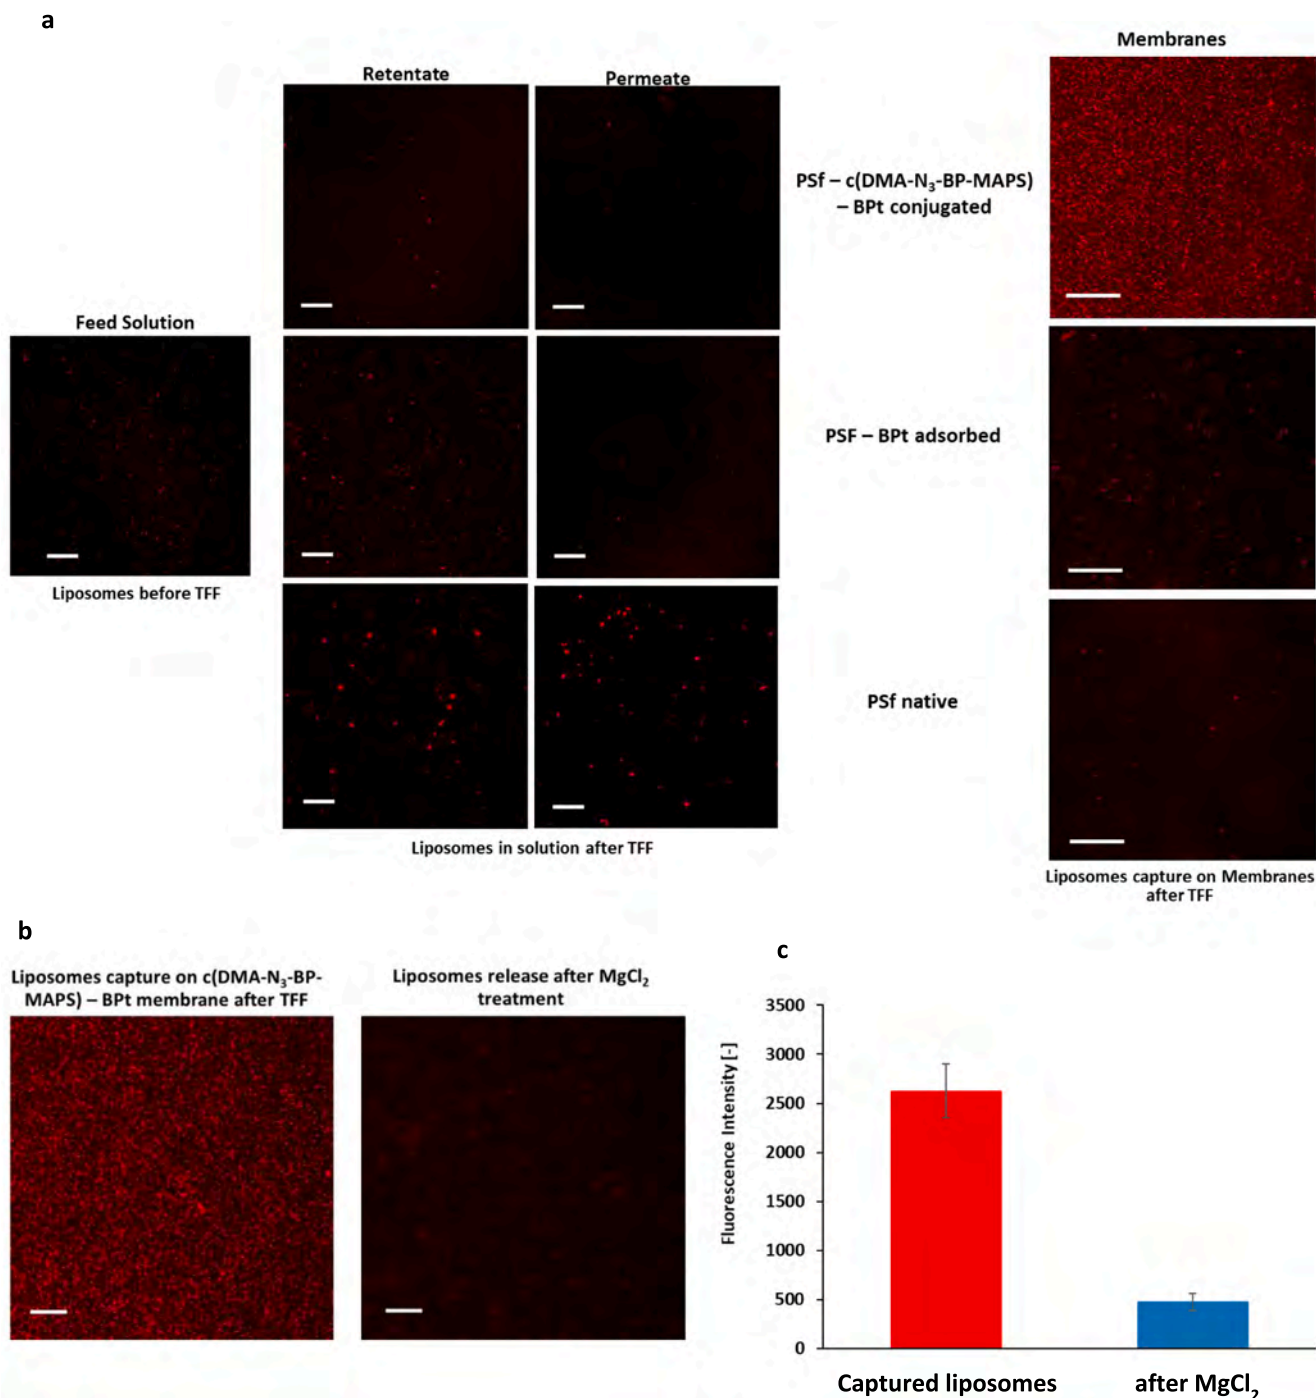 a
Membranes
Retentate
Permeate
PSf – c(DMA-N₃-BP-MAPS)
– BPt conjugated
Feed Solution
PSF – BPt adsorbed
Liposomes before TFF
PSf native
Liposomes in solution after TFF
Liposomes capture on Membranes
after TFF
b
Liposomes capture on c(DMA-N₃-BP-
MAPS) – BPt membrane after TFF
Liposomes release after MgCl₂
treatment
c
Fluorescence Intensity [-]
3500
3000
2500
2000
1500
1000
500
0
Captured liposomes
after MgCl₂